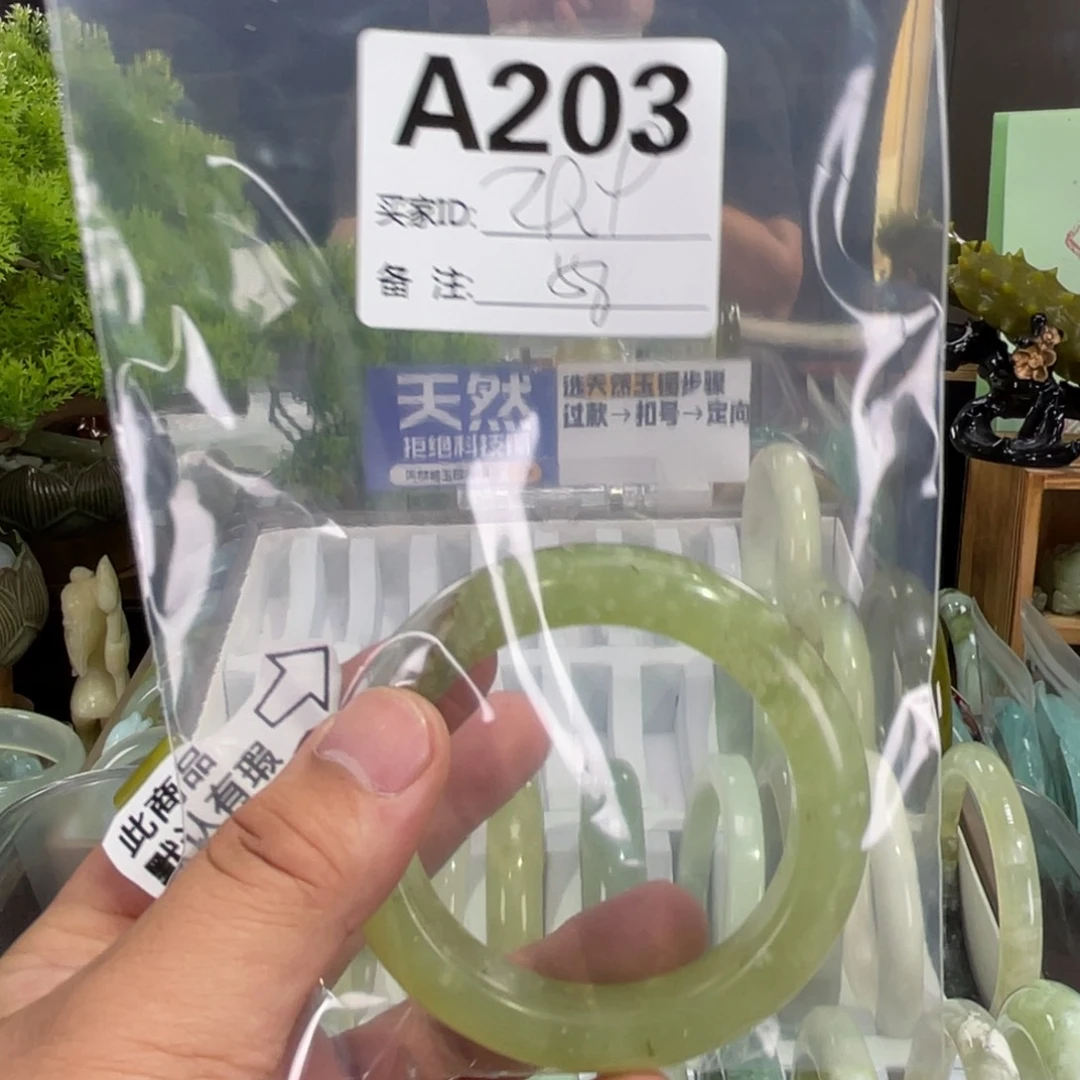 A203
买家ID:
备 注:
58
天然
拒绝科技
选天然玉镯步骤
过款→扣号→定向
此商品
默认有瑕